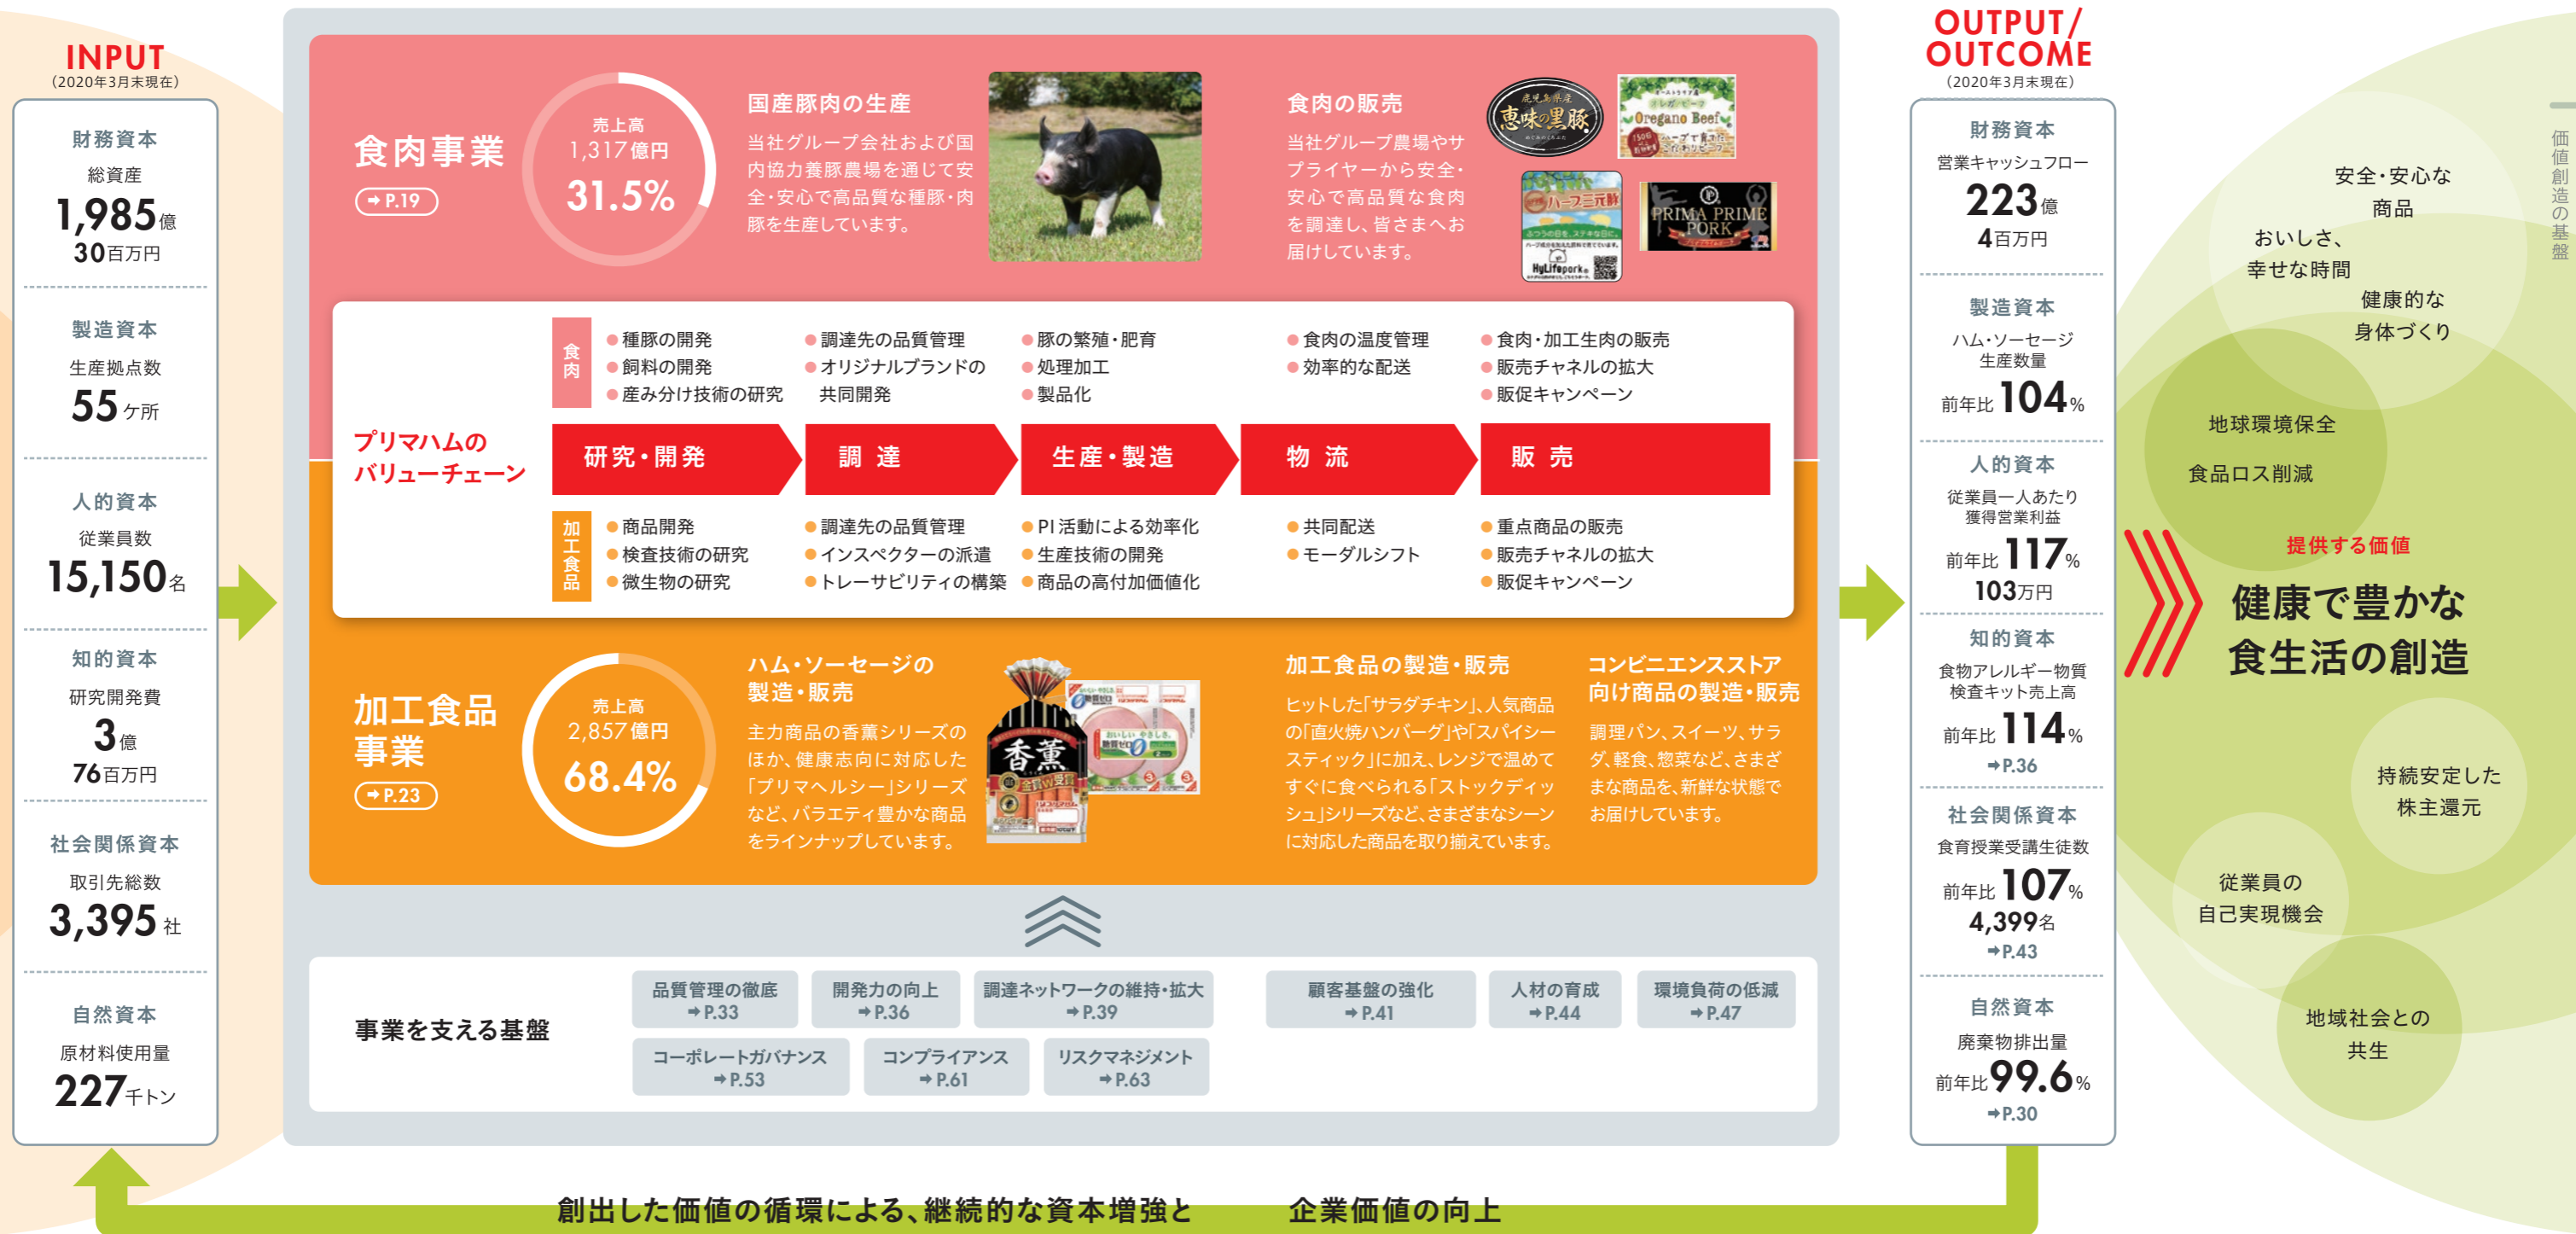 INPUT
（2020年3月末現在）
財務資本
総資産
1,985億
30百万円
製造資本
生産拠点数
55ケ所
人的資本
従業員数
15,150名
知的資本
研究開発費
3億
76百万円
社会関係資本
取引先総数
3,395社
自然資本
原材料使用量
227千トン
食肉事業
➡P.19
売上高
1,317億円
31.5%
国産豚肉の生産
当社グループ会社および国
内協力養豚農場を通じて安
全・安心で高品質な種豚・肉
豚を生産しています。
食肉の販売
当社グループ農場やサ
プライヤーから安全・
安心で高品質な食肉
を調達し、皆さまへお
届けしています。
鹿児島県産
恵味の黒豚
Oregano Beef
ハーブ三元豚
HyLifepork
PRIMA PRIME
PORK
プリマハムの
バリューチェーン
食肉
種豚の開発
飼料の開発
産み分け技術の研究
調達先の品質管理
オリジナルブランドの
共同開発
豚の繁殖・肥育
処理加工
製品化
食肉の温度管理
効率的な配送
食肉・加工生肉の販売
販売チャネルの拡大
販促キャンペーン
研究・開発
調達
生産・製造
物流
販売
加工食品
商品開発
検査技術の研究
微生物の研究
調達先の品質管理
インスペクターの派遣
トレーサビリティの構築
PI活動による効率化
生産技術の開発
商品の高付加価値化
共同配送
モーダルシフト
重点商品の販売
販売チャネルの拡大
販促キャンペーン
加工食品
事業
➡P.23
売上高
2,857億円
68.4%
ハム・ソーセージの
製造・販売
主力商品の香薫シリーズの
ほか、健康志向に対応した
「プリマヘルシー」シリーズ
など、バラエティ豊かな商品
をラインナップしています。
香薫
加工食品の製造・販売
ヒットした「サラダチキン」、人気商品
の「直火焼ハンバーグ」や「スパイシー
スティック」に加え、レンジで温めて
すぐに食べられる「ストックディッ
シュ」シリーズなど、さまざまなシーン
に対応した商品を取り揃えています。
コンビニエンスストア
向け商品の製造・販売
調理パン、スイーツ、サラ
ダ、軽食、惣菜など、さまざ
まな商品を、新鮮な状態で
お届けしています。
事業を支える基盤
品質管理の徹底
➡P.33
開発力の向上
➡P.36
調達ネットワークの維持・拡大
➡P.39
顧客基盤の強化
➡P.41
人材の育成
➡P.44
環境負荷の低減
➡P.47
コーポレートガバナンス
➡P.53
コンプライアンス
➡P.61
リスクマネジメント
➡P.63
OUTPUT/
OUTCOME
（2020年3月末現在）
財務資本
営業キャッシュフロー
223億
4百万円
製造資本
ハム・ソーセージ
生産数量
前年比104%
人的資本
従業員一人あたり
獲得営業利益
前年比117%
103万円
知的資本
食物アレルギー物質
検査キット売上高
前年比114%
➡P.36
社会関係資本
食育授業受講生徒数
前年比107%
4,399名
➡P.43
自然資本
廃棄物排出量
前年比99.6%
➡P.30
安全・安心な
商品
おいしさ、
幸せな時間
健康的な
身体づくり
地球環境保全
食品ロス削減
提供する価値
健康で豊かな
食生活の創造
持続安定した
株主還元
従業員の
自己実現機会
地域社会との
共生
価値創造の基盤
創出した価値の循環による、継続的な資本増強と 企業価値の向上